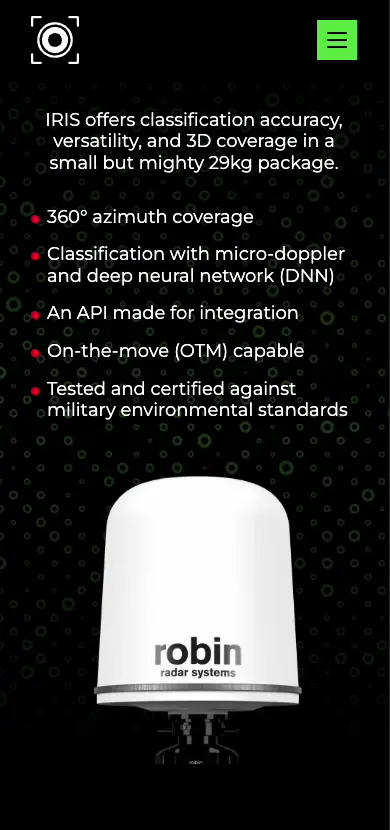 IRIS offers classification accuracy,
versatility, and 3D coverage in a
small but mighty 29kg package.
360º azimuth coverage
Classification with micro-doppler
and deep neural network (DNN)
An API made for integration
On-the-move (OTM) capable
Tested and certified against
military environmental standards
robin
radar systems
robin